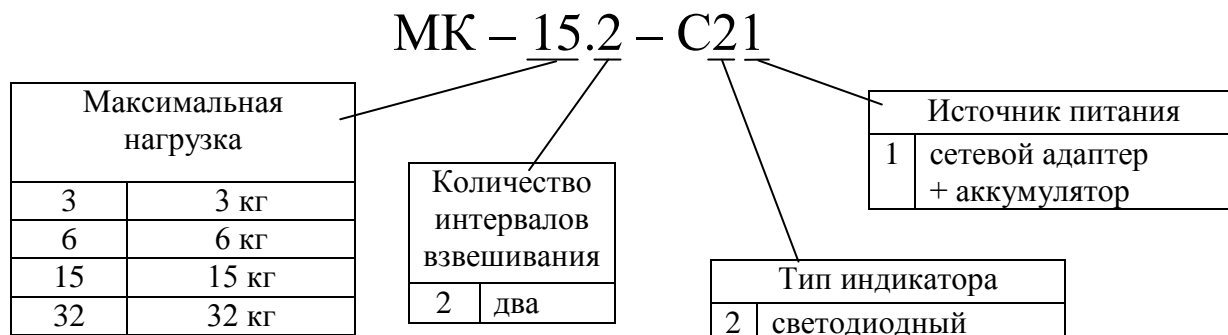 МК – 15.2 – С21
Максимальная
нагрузка
3 3 кг
6 6 кг
15 15 кг
32 32 кг
Количество
интервалов
взвешивания
2 два
Тип индикатора
2 светодиодный
Источник питания
1 сетевой адаптер
+ аккумулятор